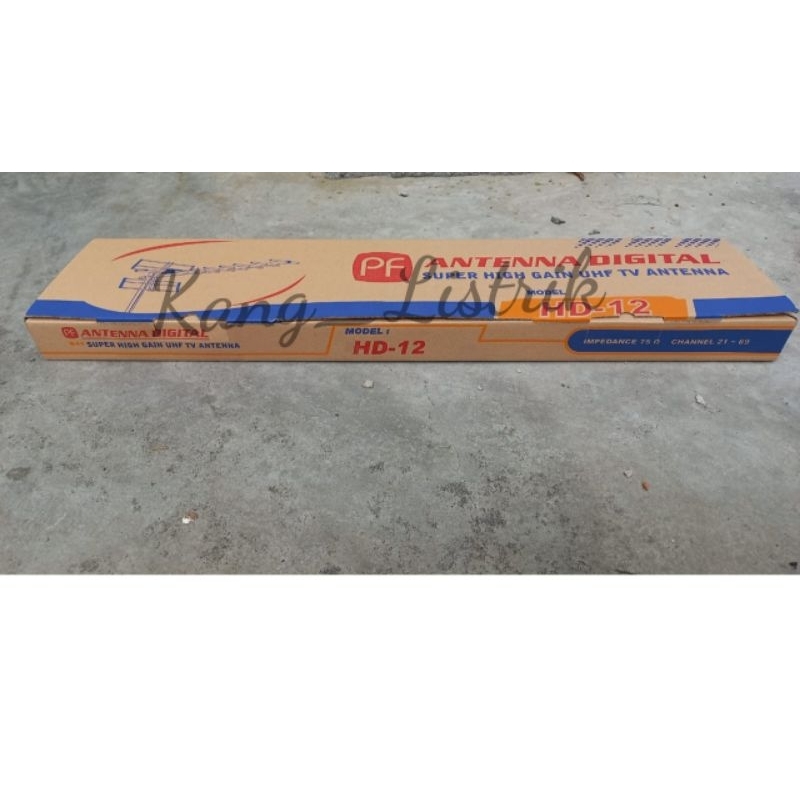 PF ANTENNA DIGITAL
SUPER HIGH GAIN UHF TV ANTENNA
MODEL
HD-12
Kang_Listrik
PF ANTENNA DIGITAL
SUPER HIGH GAIN UHF TV ANTENNA
MODEL :
HD-12
IMPEDANCE 75 Ω CHANNEL 21 ~ 69